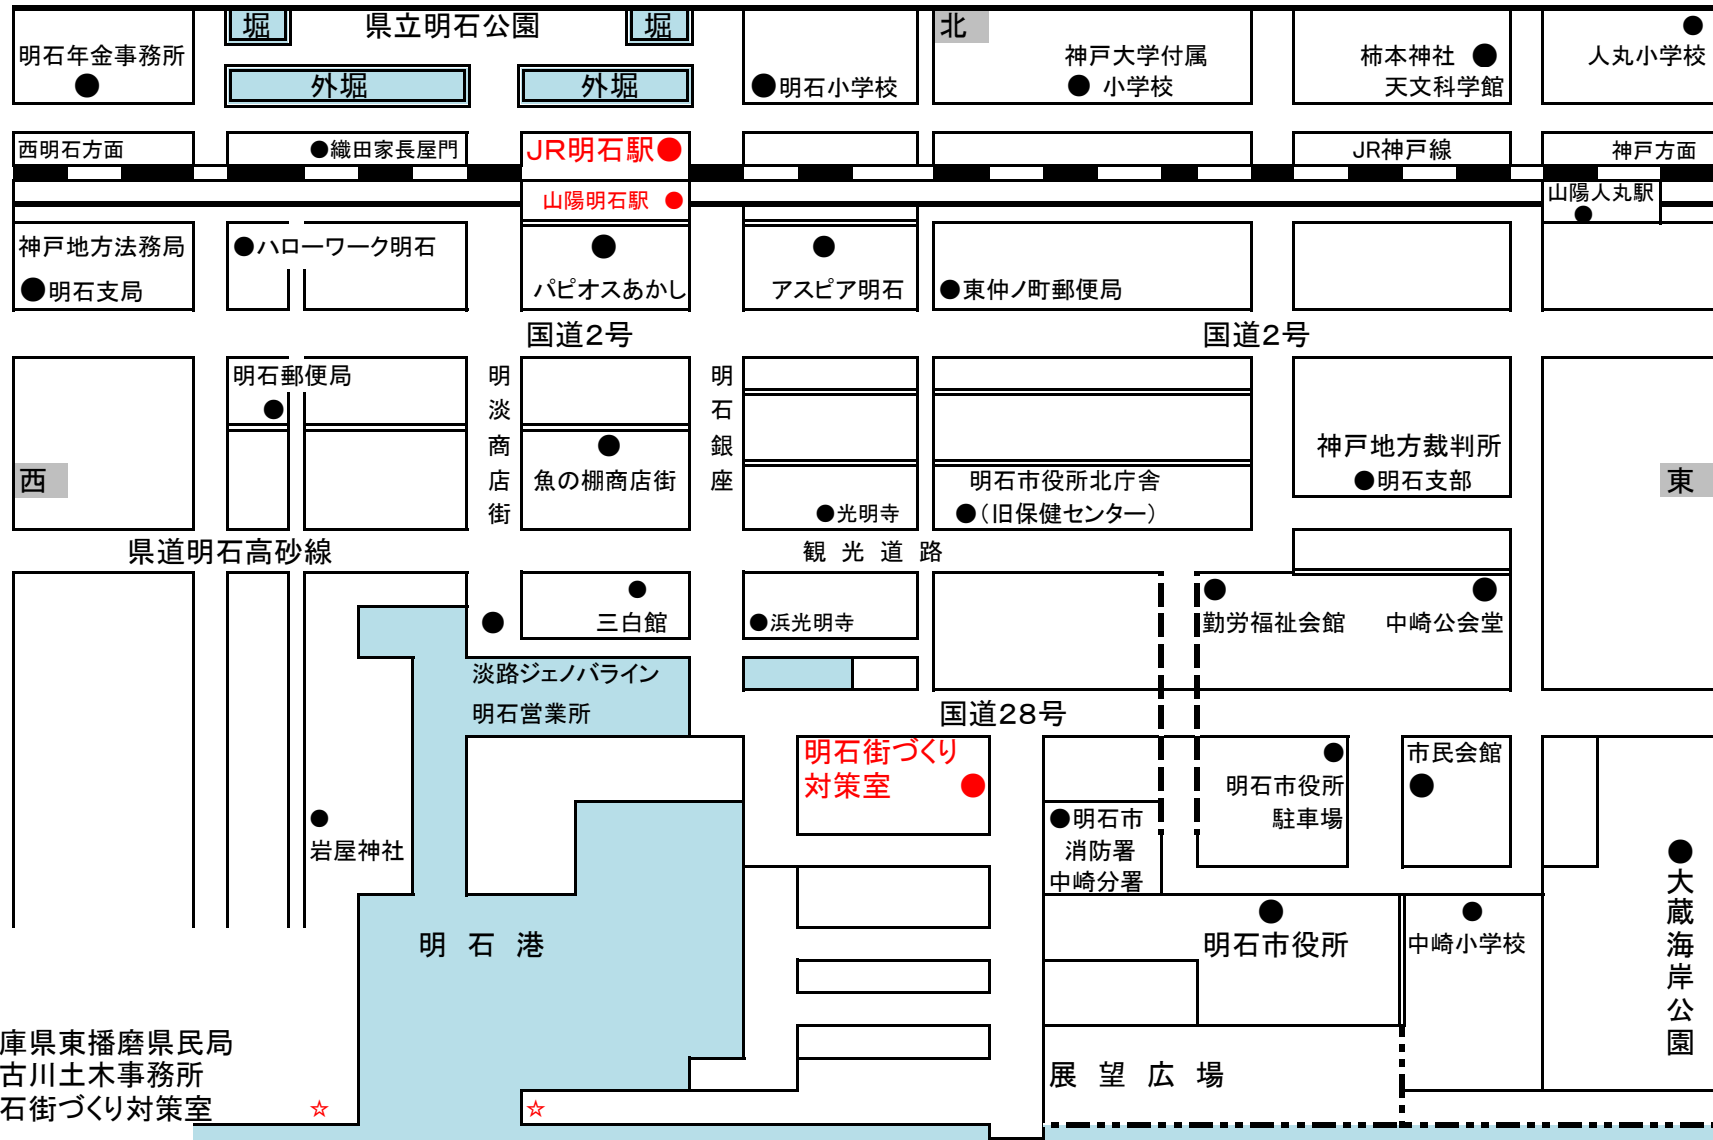 堀
県立明石公園
堀
北
明石年金事務所
神戸大学付属
小学校
柿本神社
天文科学館
人丸小学校
外堀
外堀
明石小学校
西明石方面
織田家長屋門
JR明石駅
JR神戸線
神戸方面
山陽明石駅
山陽人丸駅
神戸地方法務局
明石支局
ハローワーク明石
パピオスあかし
アスピア明石
東仲ノ町郵便局
国道2号
国道2号
明石郵便局
明淡商店街
明石銀座
魚の棚商店街
神戸地方裁判所
明石支部
西
東
明石市役所北庁舎
(旧保健センター)
光明寺
県道明石高砂線
観光道路
三白館
浜光明寺
勤労福祉会館
中崎公会堂
淡路ジェノバライン
明石営業所
国道28号
明石街づくり
対策室
明石市役所
駐車場
市民会館
明石市
消防署
中崎分署
岩屋神社
大蔵海岸公園
明石港
明石市役所
中崎小学校
庫県東播磨県民局
古川土木事務所
石街づくり対策室
☆
☆
展望広場